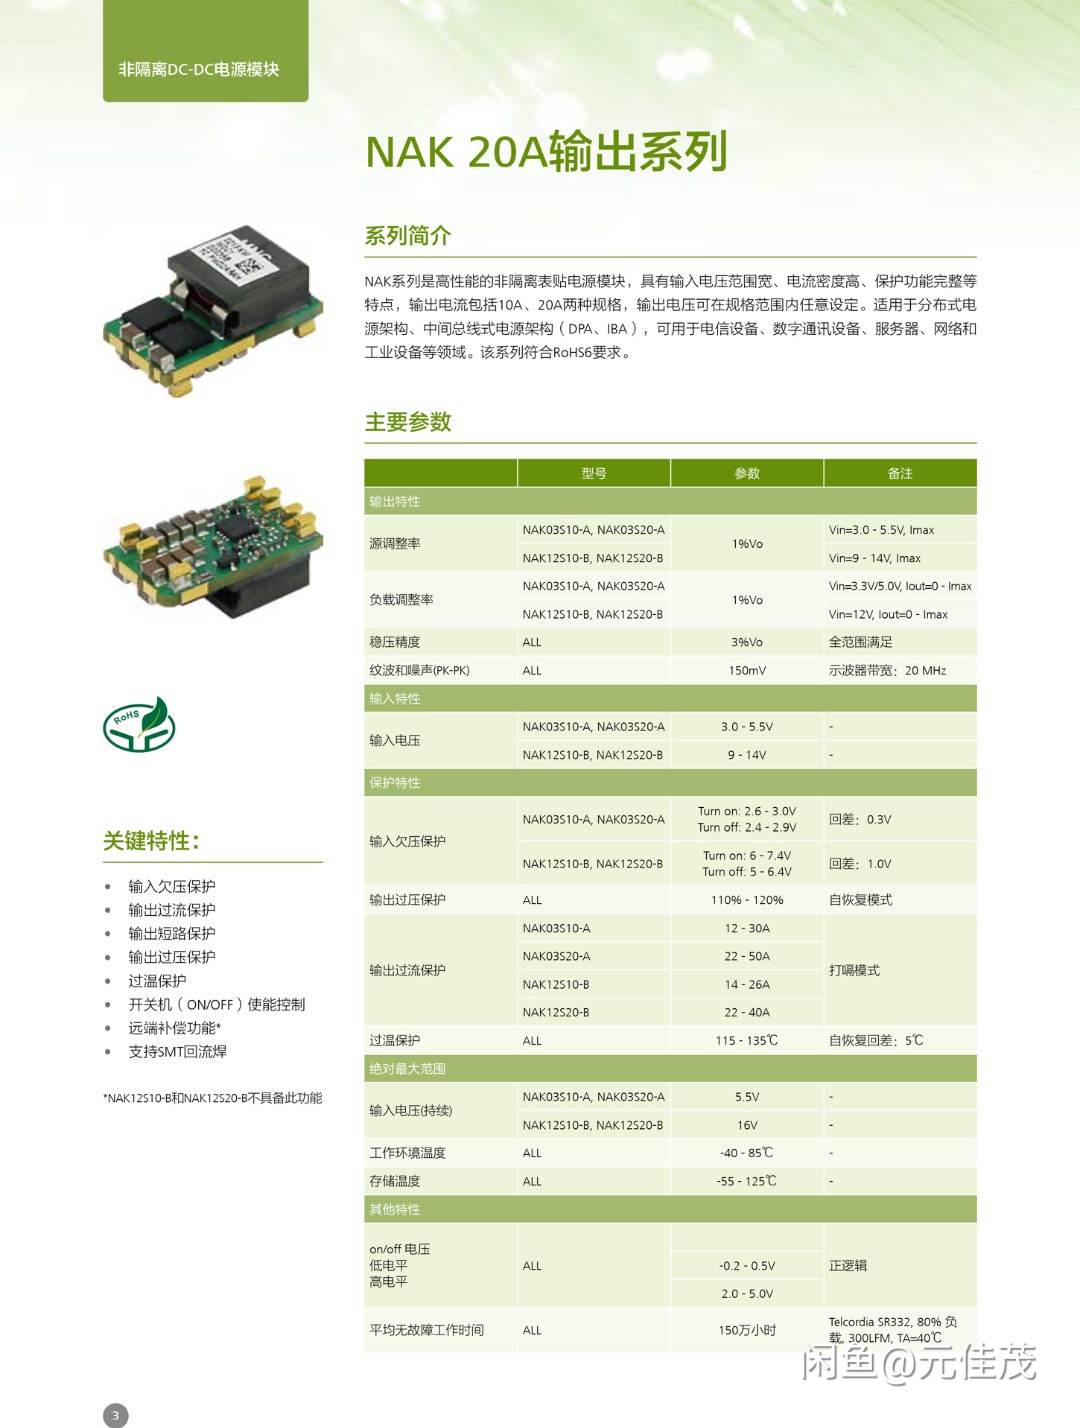 非隔离DC-DC电源模块
NAK 20A输出系列
系列简介
NAK系列是高性能的非隔离表贴电源模块，具有输入电压范围宽、电流密度高、保护功能完整等
特点，输出电流包括10A、20A两种规格，输出电压可在规格范围内任意设定。适用于分布式电
源架构、中间总线式电源架构（DPA、IBA），可用于电信设备、数字通讯设备、服务器、网络和
工业设备等领域。该系列符合RoHS6要求。
主要参数
型号 参数 备注
输出特性
源调整率 NAK03S10-A, NAK03S20-A 1%Vo Vin=3.0 - 5.5V, Imax
NAK12S10-B, NAK12S20-B Vin=9 - 14V, Imax
负载调整率 NAK03S10-A, NAK03S20-A 1%Vo Vin=3.3V/5.0V, Iout=0 - Imax
NAK12S10-B, NAK12S20-B Vin=12V, Iout=0 - Imax
稳压精度 ALL 3%Vo 全范围满足
纹波和噪声(PK-PK) ALL 150mV 示波器带宽：20 MHz
输入特性
输入电压 NAK03S10-A, NAK03S20-A 3.0 - 5.5V -
NAK12S10-B, NAK12S20-B 9 - 14V -
保护特性
输入欠压保护 NAK03S10-A, NAK03S20-A Turn on: 2.6 - 3.0V
Turn off: 2.4 - 2.9V 回差：0.3V
NAK12S10-B, NAK12S20-B Turn on: 6 - 7.4V
Turn off: 5 - 6.4V 回差：1.0V
输出过压保护 ALL 110% - 120% 自恢复模式
输出过流保护 NAK03S10-A 12 - 30A 打嗝模式
NAK03S20-A 22 - 50A
NAK12S10-B 14 - 26A
NAK12S20-B 22 - 40A
过温保护 ALL 115 - 135℃ 自恢复回差：5℃
绝对最大范围
输入电压(持续) NAK03S10-A, NAK03S20-A 5.5V -
NAK12S10-B, NAK12S20-B 16V -
工作环境温度 ALL -40 - 85℃ -
存储温度 ALL -55 - 125℃ -
其他特性
on/off 电压
低电平 ALL -0.2 - 0.5V 正逻辑
高电平 2.0 - 5.0V
平均无故障工作时间 ALL 150万小时 Telcordia SR332, 80% 负
载, 300LFM, TA=40℃
RoHS
关键特性：
• 输入欠压保护
• 输出过流保护
• 输出短路保护
• 输出过压保护
• 过温保护
• 开关机（ON/OFF）使能控制
• 远端补偿功能*
• 支持SMT回流焊
*NAK12S10-B和NAK12S20-B不具备此功能
3
闲鱼@元佳茂